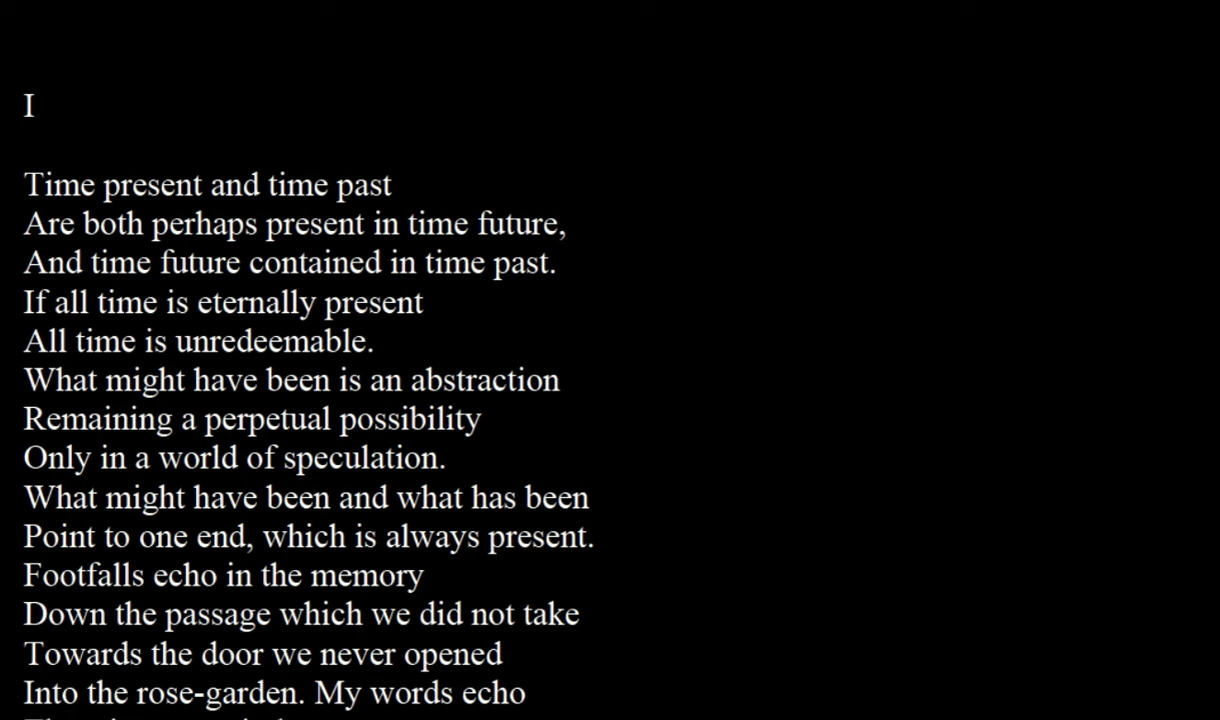 I
Time present and time past
Are both perhaps present in time future,
And time future contained in time past.
If all time is eternally present
All time is unredeemable.
What might have been is an abstraction
Remaining a perpetual possibility
Only in a world of speculation.
What might have been and what has been
Point to one end, which is always present.
Footfalls echo in the memory
Down the passage which we did not take
Towards the door we never opened
Into the rose-garden. My words echo